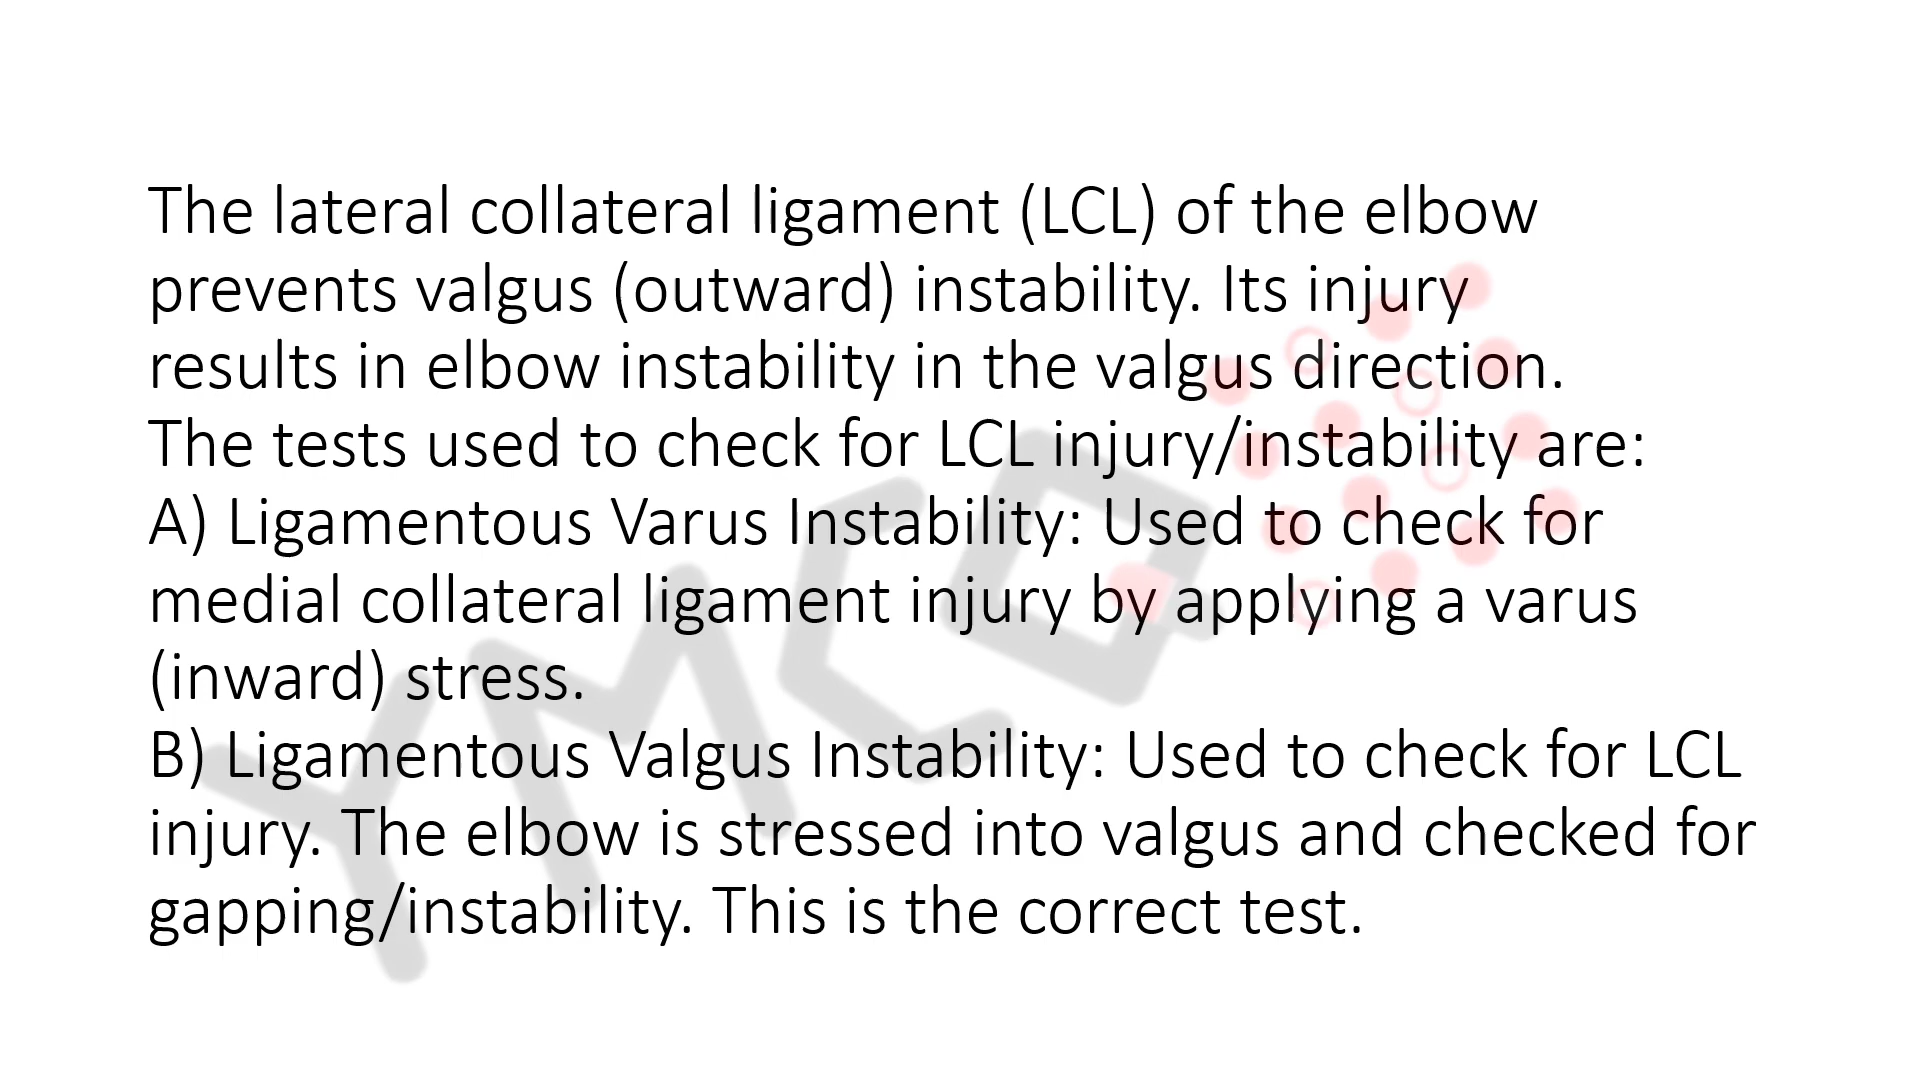 The lateral collateral ligament (LCL) of the elbow
prevents valgus (outward) instability. Its injury
results in elbow instability in the valgus direction.
The tests used to check for LCL injury/instability are:
A) Ligamentous Varus Instability: Used to check for
medial collateral ligament injury by applying a varus
(inward) stress.
B) Ligamentous Valgus Instability: Used to check for LCL
injury. The elbow is stressed into valgus and checked for
gapping/instability. This is the correct test.
YMCQ